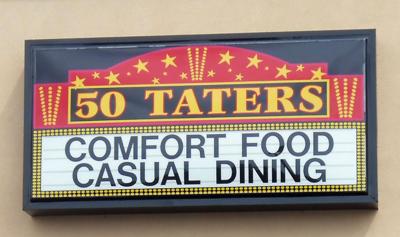 50 TATERS
COMFORT FOOD
CASUAL DINING